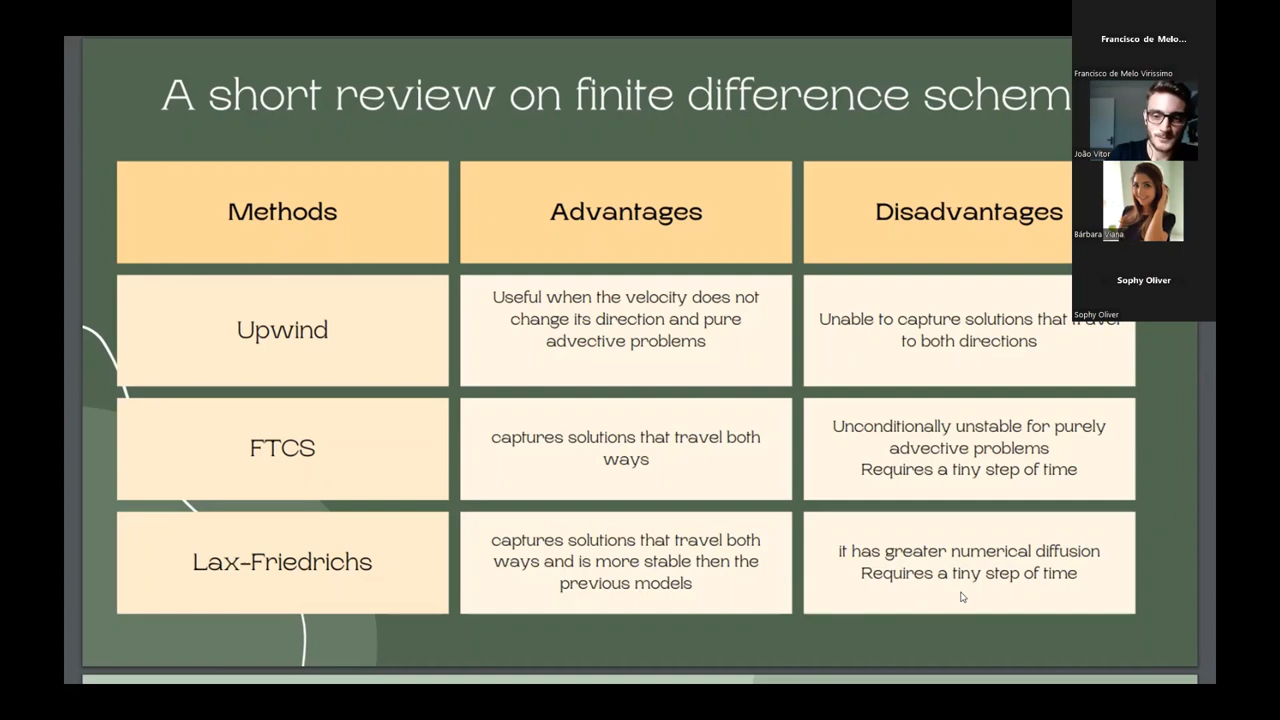 A short review on finite difference schem
Methods
Advantages
Disadvantages
Upwind
Useful when the velocity does not
change its direction and pure
advective problems
Unable to capture solutions that travel
to both directions
FTCS
captures solutions that travel both
ways
Unconditionally unstable for purely
advective problems
Requires a tiny step of time
Lax-Friedrichs
captures solutions that travel both
ways and is more stable then the
previous models
it has greater numerical diffusion
Requires a tiny step of time
Francisco de Melo...
Francisco de Melo Virissimo
João Vitor
Bárbara Viana
Sophy Oliver
Sophy Oliver